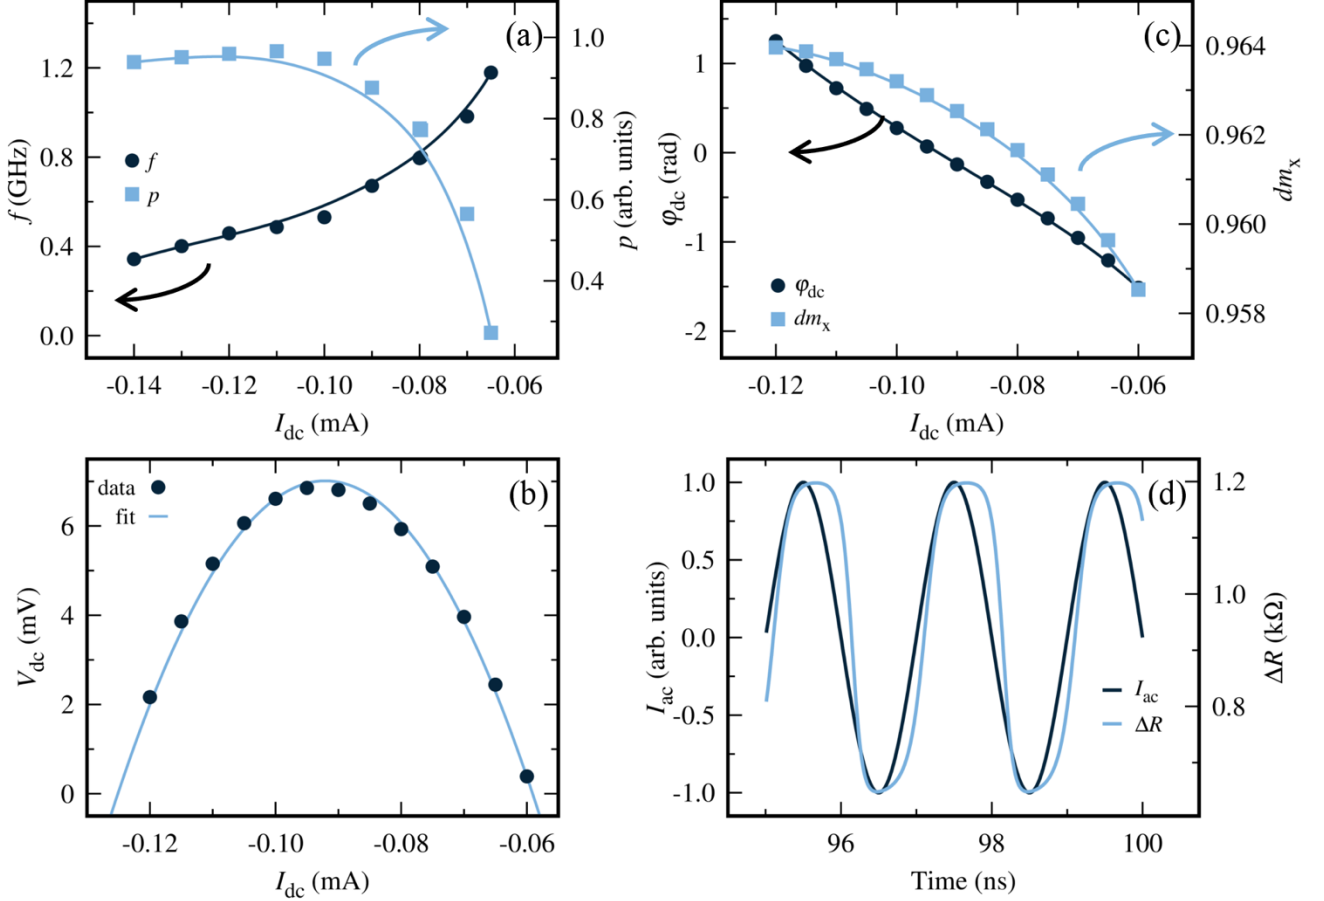 (a)
f (GHz)
1.2
0.8
0.4
0.0
f
p
1.0
0.8
0.6
0.4
p (arb. units)
-0.14 -0.12 -0.10 -0.08 -0.06
I_dc (mA)
(c)
φ_dc (rad)
1
0
-1
-2
φ_dc
dm_x
0.964
0.962
0.960
0.958
dm_x
-0.12 -0.10 -0.08 -0.06
I_dc (mA)
(b)
data
fit
V_dc (mV)
6
4
2
0
-0.12 -0.10 -0.08 -0.06
I_dc (mA)
(d)
I_ac (arb. units)
1.0
0.5
0.0
-0.5
-1.0
I_ac
ΔR
1.2
1.0
0.8
ΔR (kΩ)
96 98 100
Time (ns)